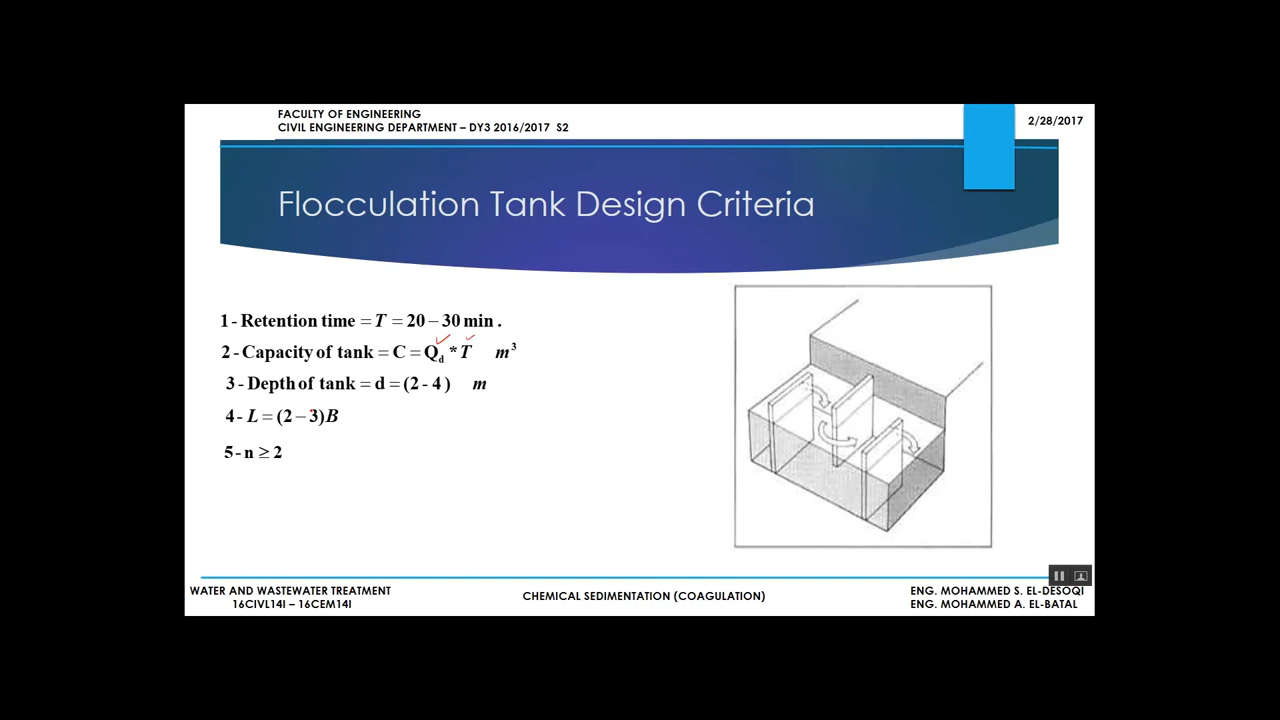 FACULTY OF ENGINEERING
CIVIL ENGINEERING DEPARTMENT – DY3 2016/2017 S2
2/28/2017
Flocculation Tank Design Criteria
1 - Retention time = T = 20 – 30 min .
2 - Capacity of tank = C = Q_d * T m³
3 - Depth of tank = d = (2 - 4 ) m
4 - L = (2 – 3)B
5 - n ≥ 2
WATER AND WASTEWATER TREATMENT
16CIVL14I – 16CEM14I
CHEMICAL SEDIMENTATION (COAGULATION)
ENG. MOHAMMED S. EL-DESOQI
ENG. MOHAMMED A. EL-BATAL